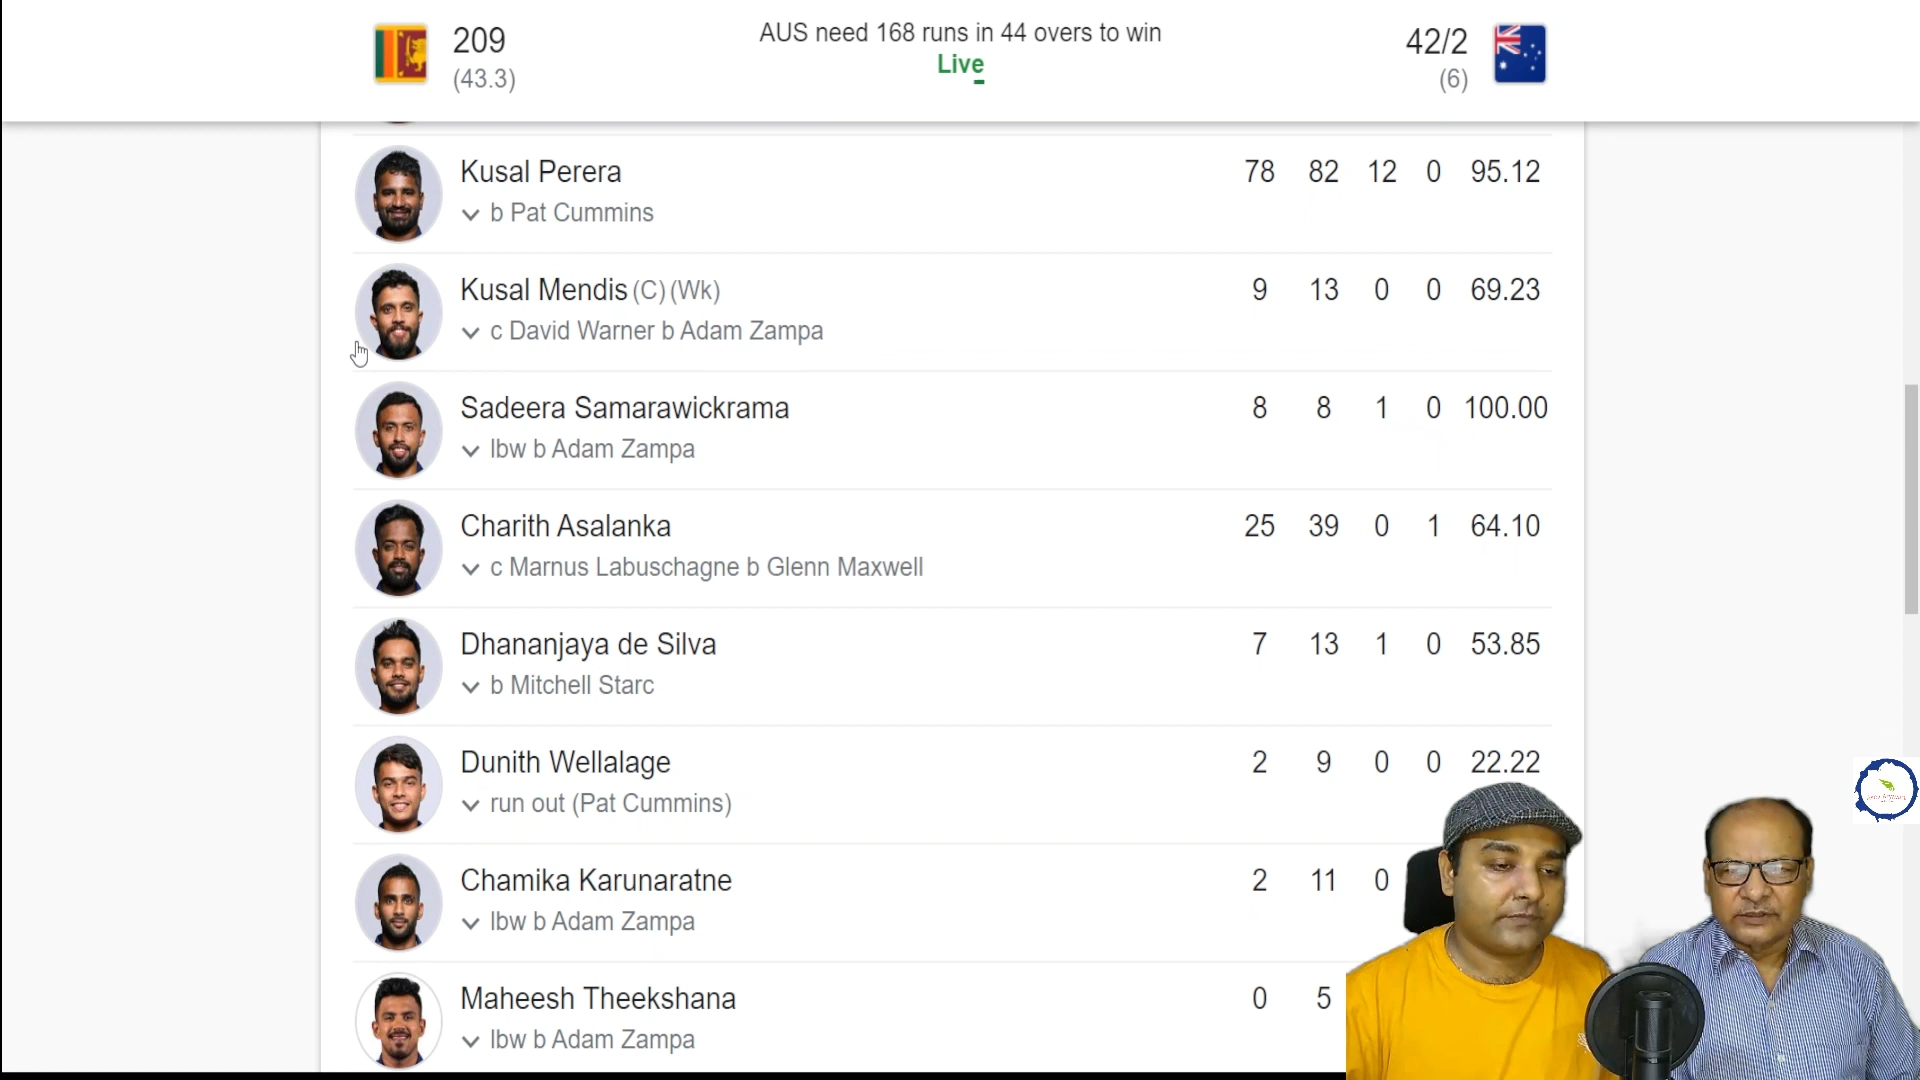 209
(43.3)
AUS need 168 runs in 44 overs to win
Live
42/2
(6)
Kusal Perera 78 82 12 0 95.12
b Pat Cummins
Kusal Mendis (C) (Wk) 9 13 0 0 69.23
c David Warner b Adam Zampa
Sadeera Samarawickrama 8 8 1 0 100.00
lbw b Adam Zampa
Charith Asalanka 25 39 0 1 64.10
c Marnus Labuschagne b Glenn Maxwell
Dhananjaya de Silva 7 13 1 0 53.85
b Mitchell Starc
Dunith Wellalage 2 9 0 0 22.22
run out (Pat Cummins)
Chamika Karunaratne 2 11 0
lbw b Adam Zampa
Maheesh Theekshana 0 5
lbw b Adam Zampa